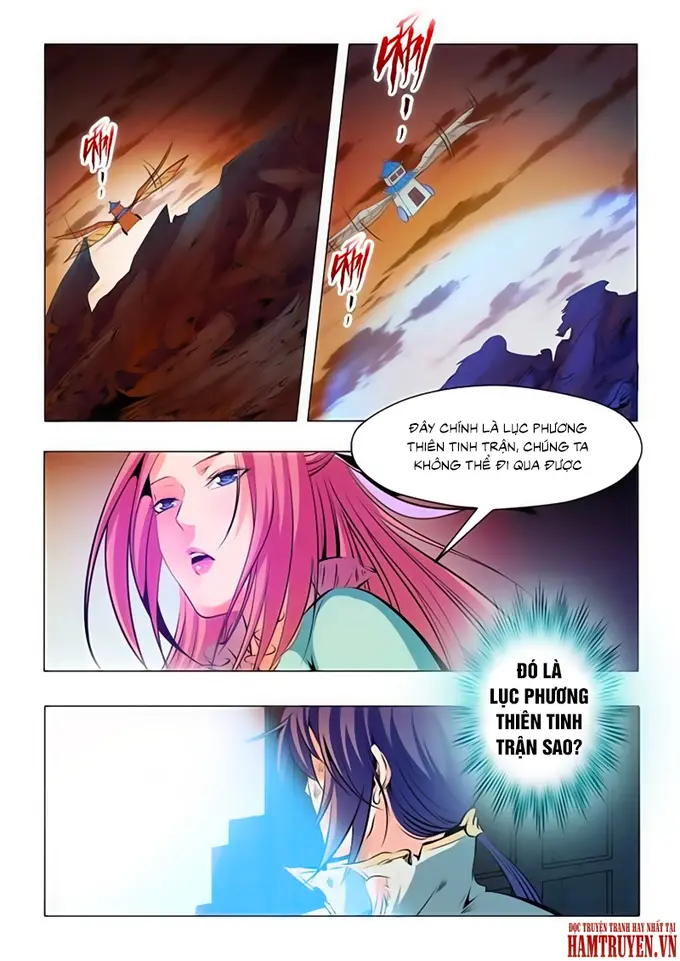 ĐÂY CHÍNH LÀ LỤC PHƯƠNG
THIÊN TINH TRẬN, CHÚNG TA
KHÔNG THỂ ĐI QUA ĐƯỢC
ĐÓ LÀ
LỤC PHƯƠNG
THIÊN TINH
TRẬN SAO?
ĐỌC TRUYỆN TRANH HAY NHẤT TẠI
HAMTRUYEN.VN